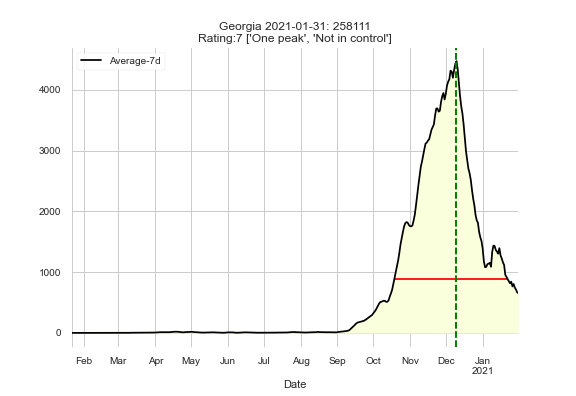 Georgia 2021-01-31: 258111
Rating:7 ['One peak', 'Not in control']
Average-7d
4000
3000
2000
1000
0
Feb Mar Apr May Jun Jul Aug Sep Oct Nov Dec Jan
2021
Date